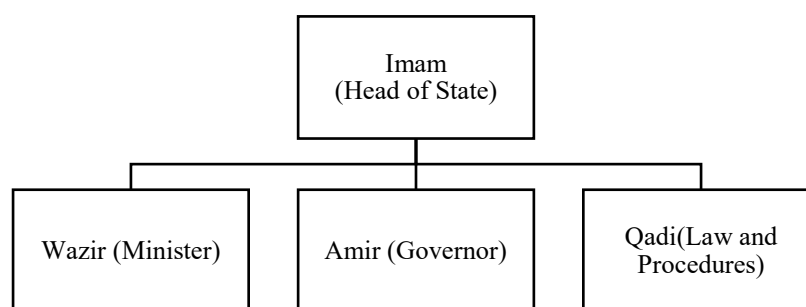 Imam
(Head of State)
Wazir (Minister)
Amir (Governor)
Qadi(Law and
Procedures)